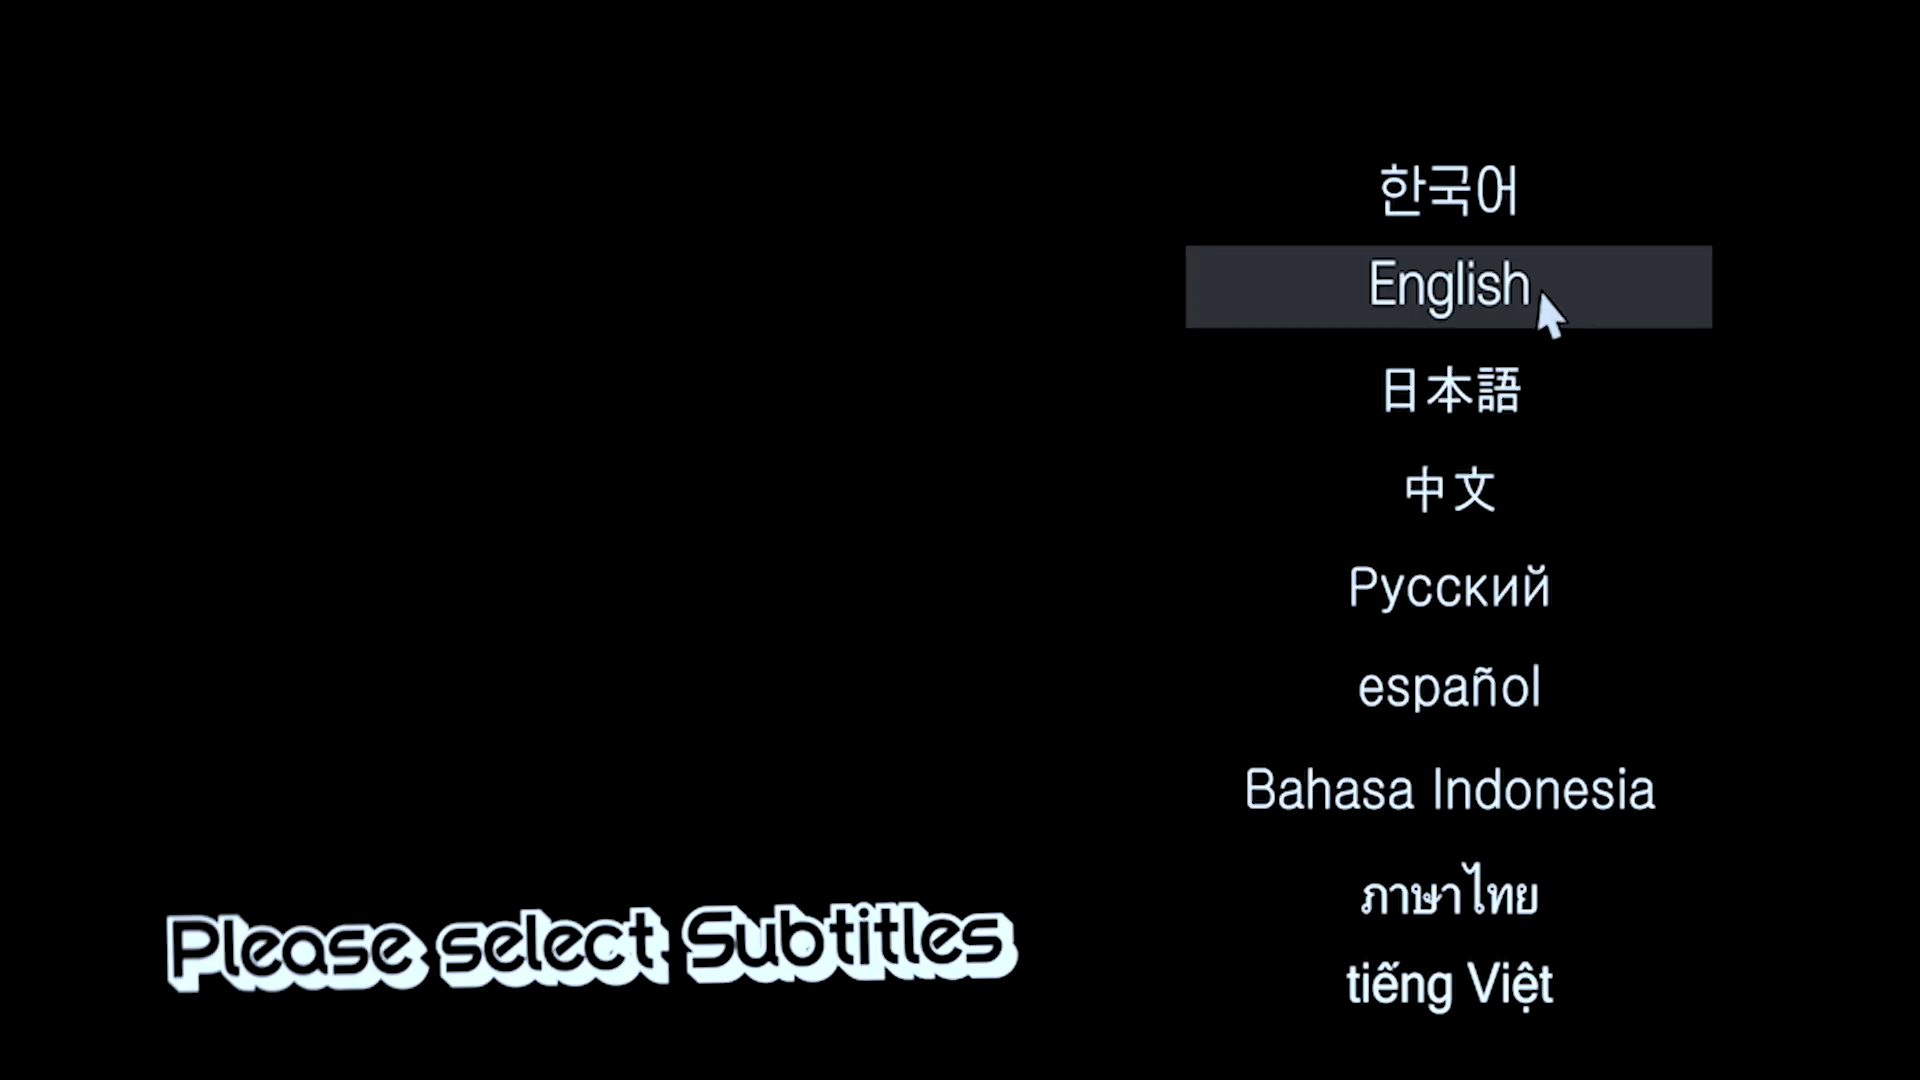 한국어
English
日本語
中文
Русский
español
Bahasa Indonesia
ภาษาไทย
tiếng Việt
Please select Subtitles